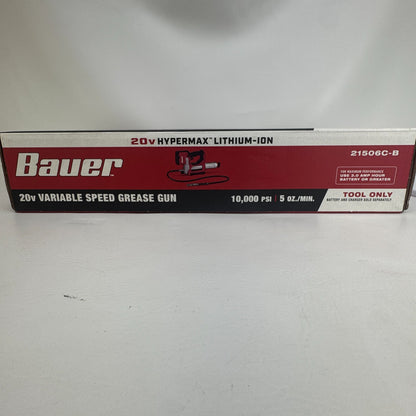 20v HYPERMAX™ LITHIUM-ION
21506C-B
Bauer
FOR MAXIMUM PERFORMANCE
USE 3.0 AMP HOUR
BATTERY OR GREATER
TOOL ONLY
BATTERY AND CHARGER SOLD SEPARATELY
20v VARIABLE SPEED GREASE GUN
10,000 PSI | 5 OZ./MIN.